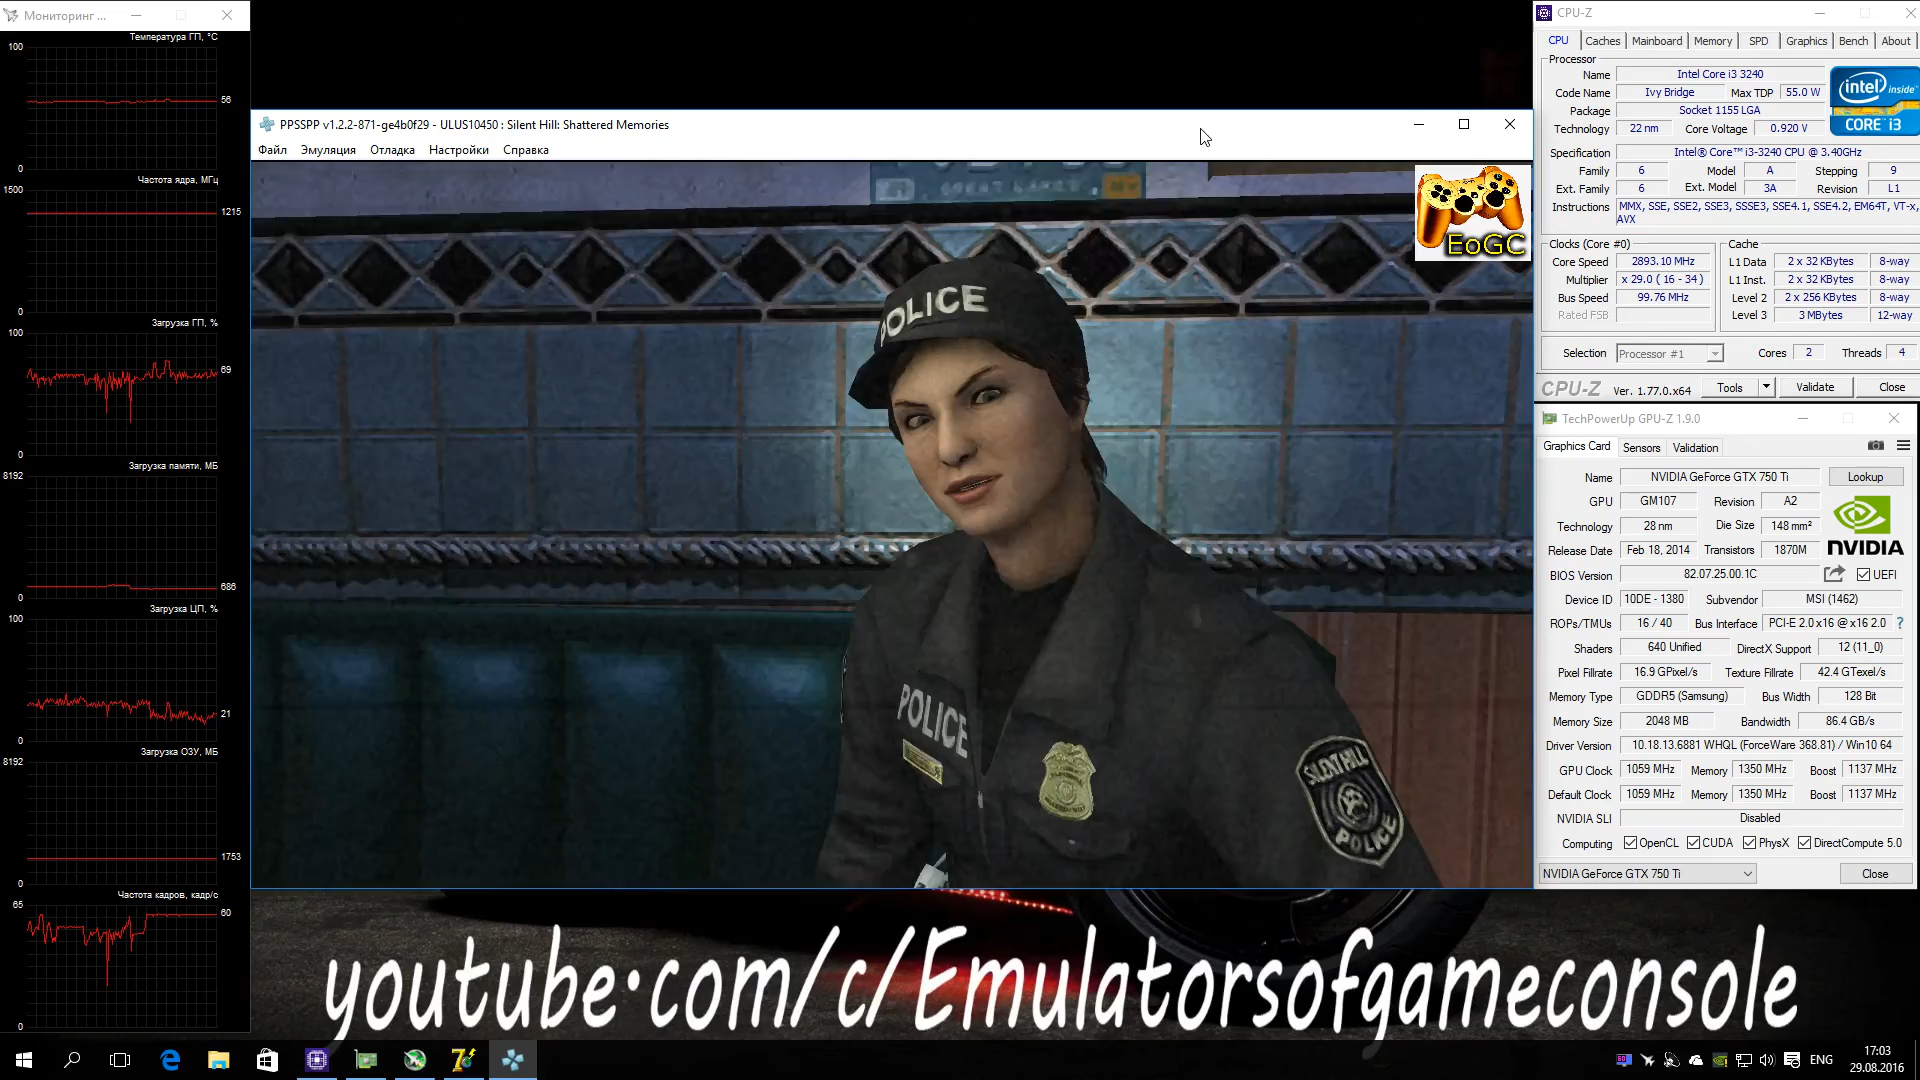 Мониторинг ...
Температура ГП, °C
100
56
0
Частота ядра, МГц
1500
1215
0
Загрузка ГП, %
100
69
0
Загрузка памяти, МБ
8192
686
0
Загрузка ЦП, %
100
21
0
Загрузка ОЗУ, МБ
8192
1753
0
Частота кадров, кадр/с
65
60
0
PPSSPP v1.2.2-871-ge4b0f29 - ULUS10450 : Silent Hill: Shattered Memories
Файл Эмуляция Отладка Настройки Справка
EoGC
POLICE
POLICE
SILENT HILL
POLICE
CPU-Z
CPU Caches Mainboard Memory SPD Graphics Bench About
Processor
Name Intel Core i3 3240
Code Name Ivy Bridge Max TDP 55.0 W
Package Socket 1155 LGA
Technology 22 nm Core Voltage 0.920 V
intel inside
CORE i3
Specification Intel® Core™ i3-3240 CPU @ 3.40GHz
Family 6 Model A Stepping 9
Ext. Family 6 Ext. Model 3A Revision L1
Instructions MMX, SSE, SSE2, SSE3, SSSE3, SSE4.1, SSE4.2, EM64T, VT-x,
AVX
Clocks (Core #0) Cache
Core Speed 2893.10 MHz L1 Data 2 x 32 KBytes 8-way
Multiplier x 29.0 ( 16 - 34 ) L1 Inst. 2 x 32 KBytes 8-way
Bus Speed 99.76 MHz Level 2 2 x 256 KBytes 8-way
Rated FSB Level 3 3 MBytes 12-way
Selection Processor #1 Cores 2 Threads 4
CPU-Z Ver. 1.77.0.x64 Tools Validate Close
TechPowerUp GPU-Z 1.9.0
Graphics Card Sensors Validation
Name NVIDIA GeForce GTX 750 Ti Lookup
GPU GM107 Revision A2
Technology 28 nm Die Size 148 mm²
Release Date Feb 18, 2014 Transistors 1870M
NVIDIA
BIOS Version 82.07.25.00.1C UEFI
Device ID 10DE - 1380 Subvendor MSI (1462)
ROPs/TMUs 16 / 40 Bus Interface PCI-E 2.0 x16 @ x16 2.0 ?
Shaders 640 Unified DirectX Support 12 (11_0)
Pixel Fillrate 16.9 GPixel/s Texture Fillrate 42.4 GTexel/s
Memory Type GDDR5 (Samsung) Bus Width 128 Bit
Memory Size 2048 MB Bandwidth 86.4 GB/s
Driver Version 10.18.13.6881 WHQL (ForceWare 368.81) / Win10 64
GPU Clock 1059 MHz Memory 1350 MHz Boost 1137 MHz
Default Clock 1059 MHz Memory 1350 MHz Boost 1137 MHz
NVIDIA SLI Disabled
Computing OpenCL CUDA PhysX DirectCompute 5.0
NVIDIA GeForce GTX 750 Ti Close
youtube.com/c/Emulatorsofgameconsole
60
ENG
17:03
29.08.2016